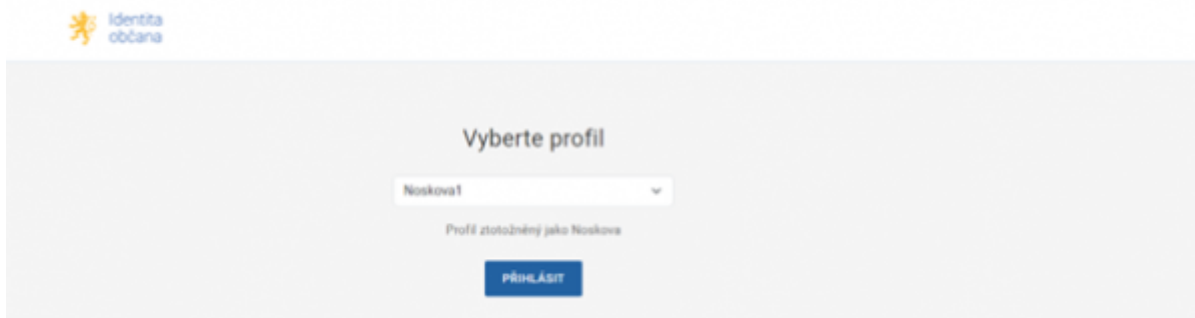 Identita
občana
Vyberte profil
Noskova1
Profil ztotožněný jako Noskova
PŘIHLÁSIT